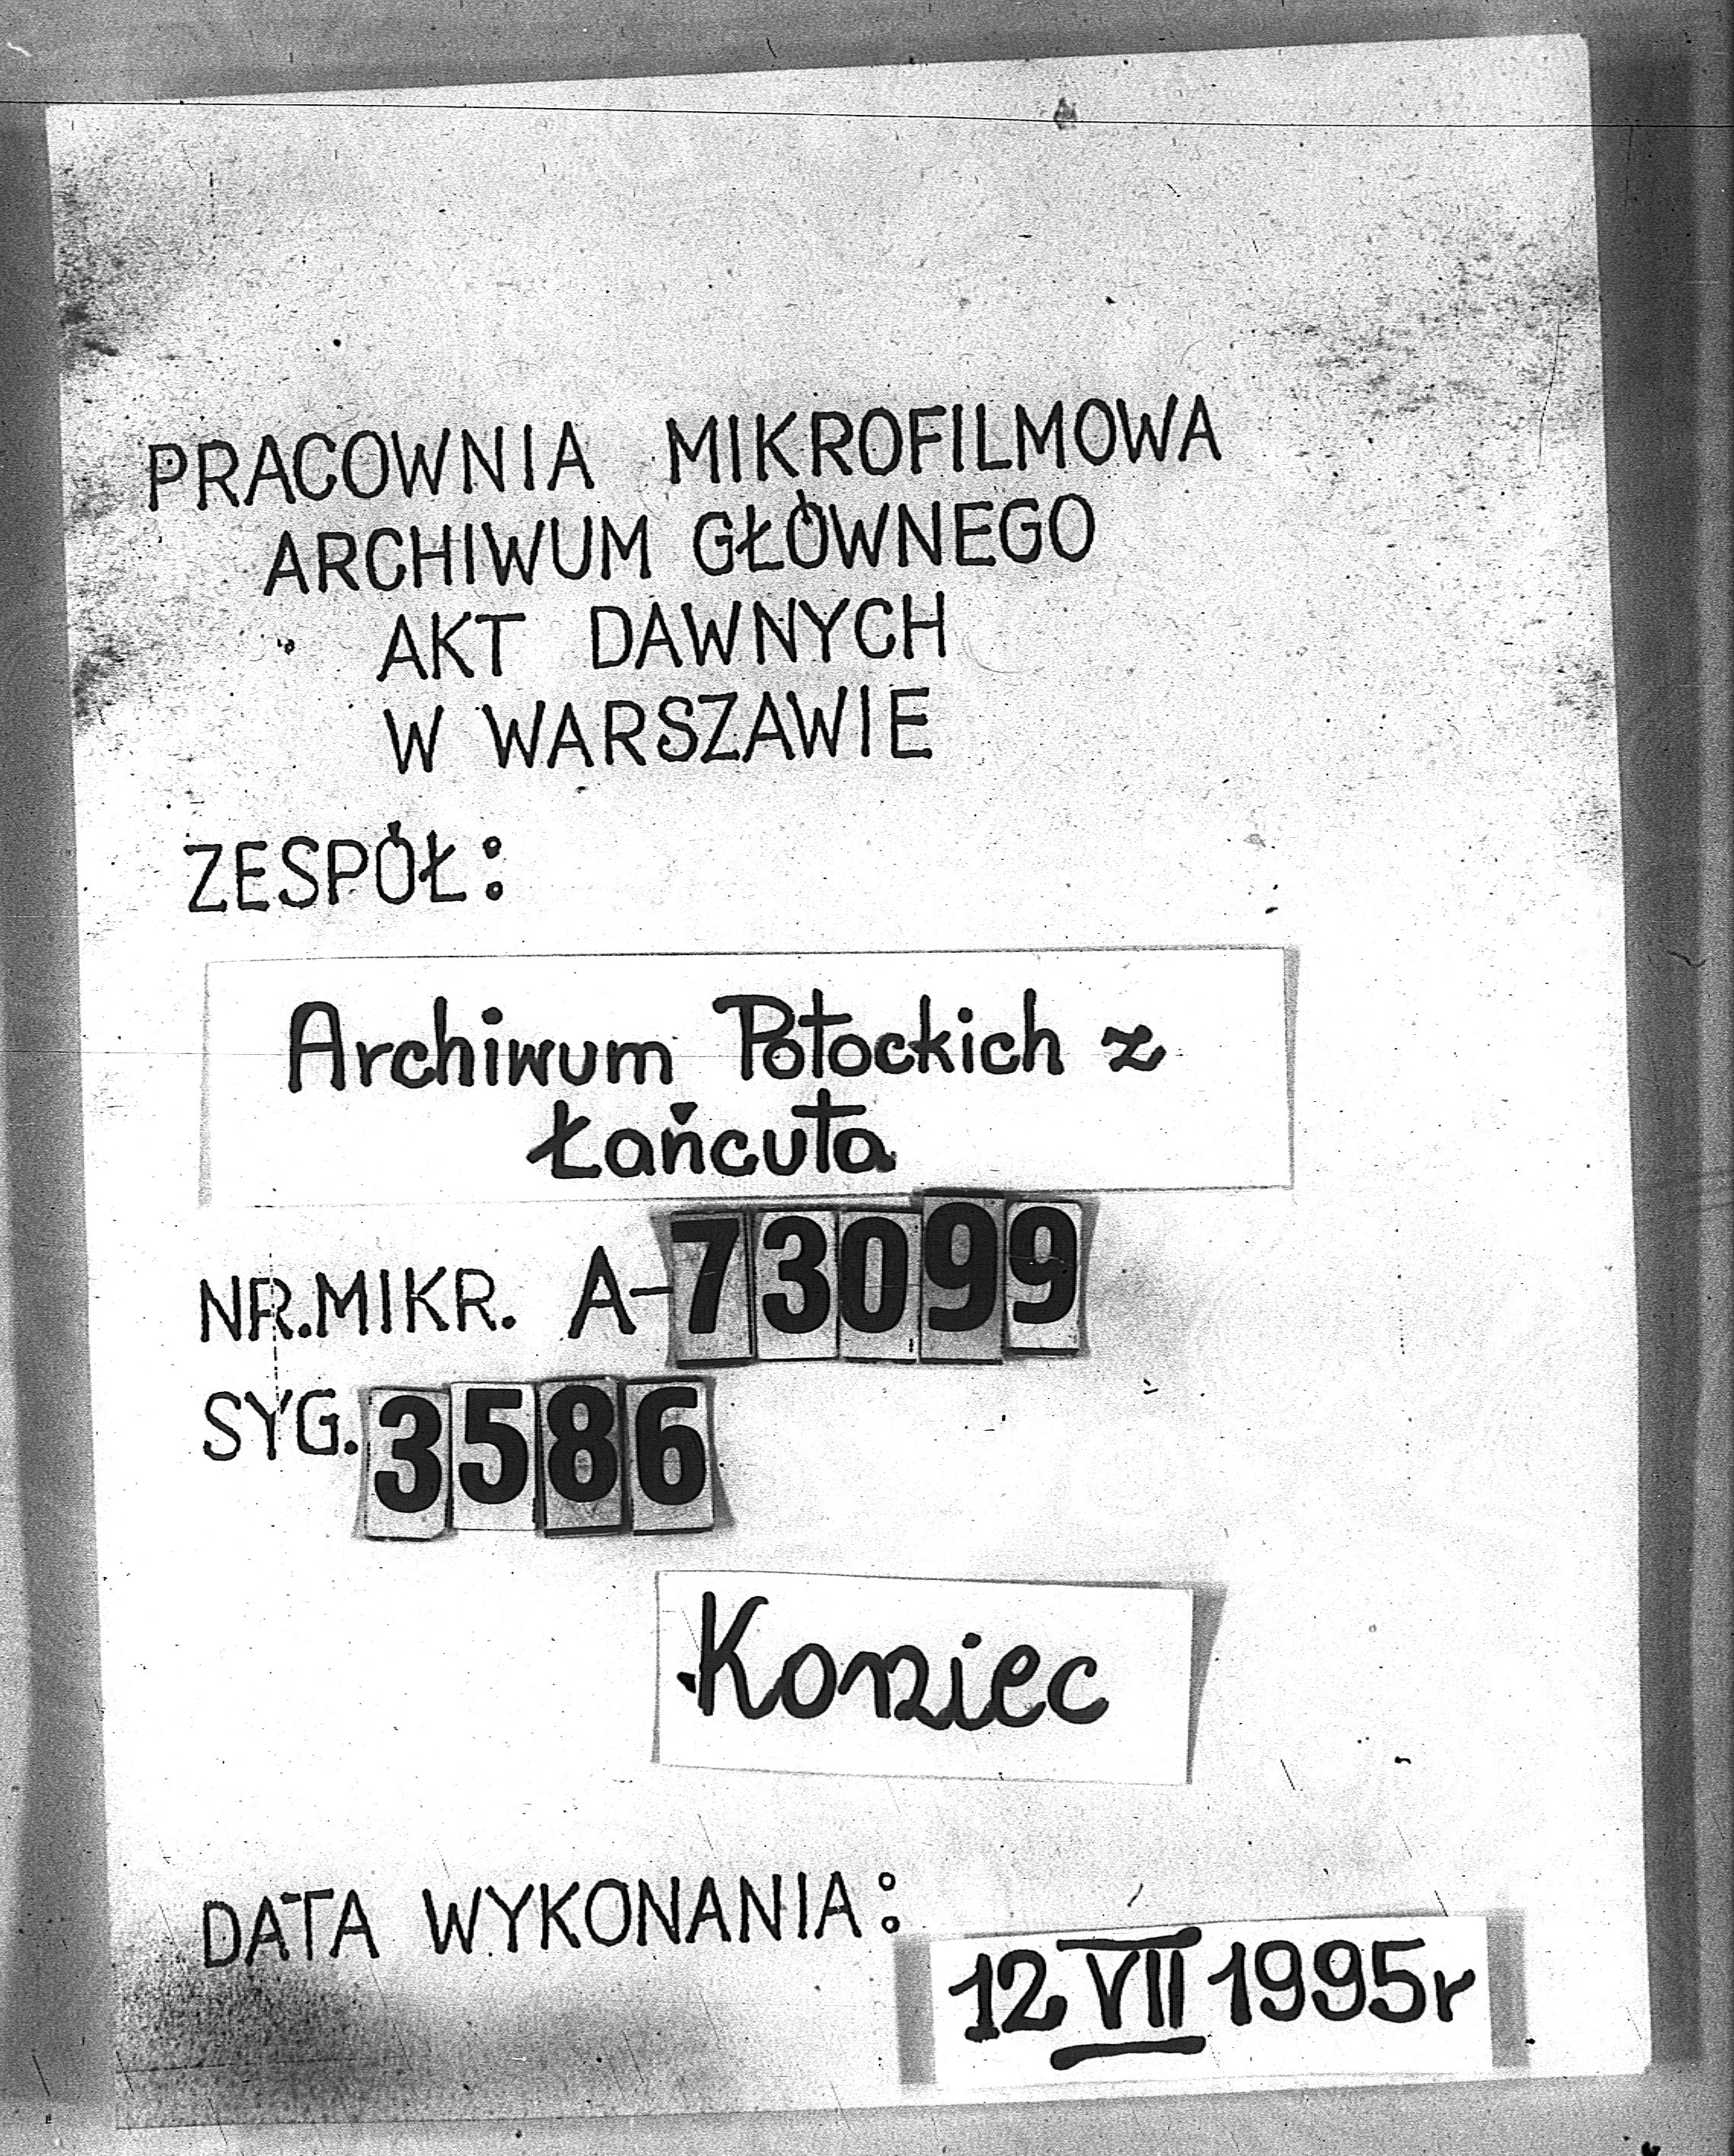 PRACOWNIA MIKROFILMOWA
ARCHIWUM GŁÓWNEGO
AKT DAWNYCH
W WARSZAWIE
ZESPÓŁ:
Archiwum Potockich z
Łańcuta
NR.MIKR. A-73099
SYG. 3586
Koniec
DATA WYKONANIA:
12 VII 1995r